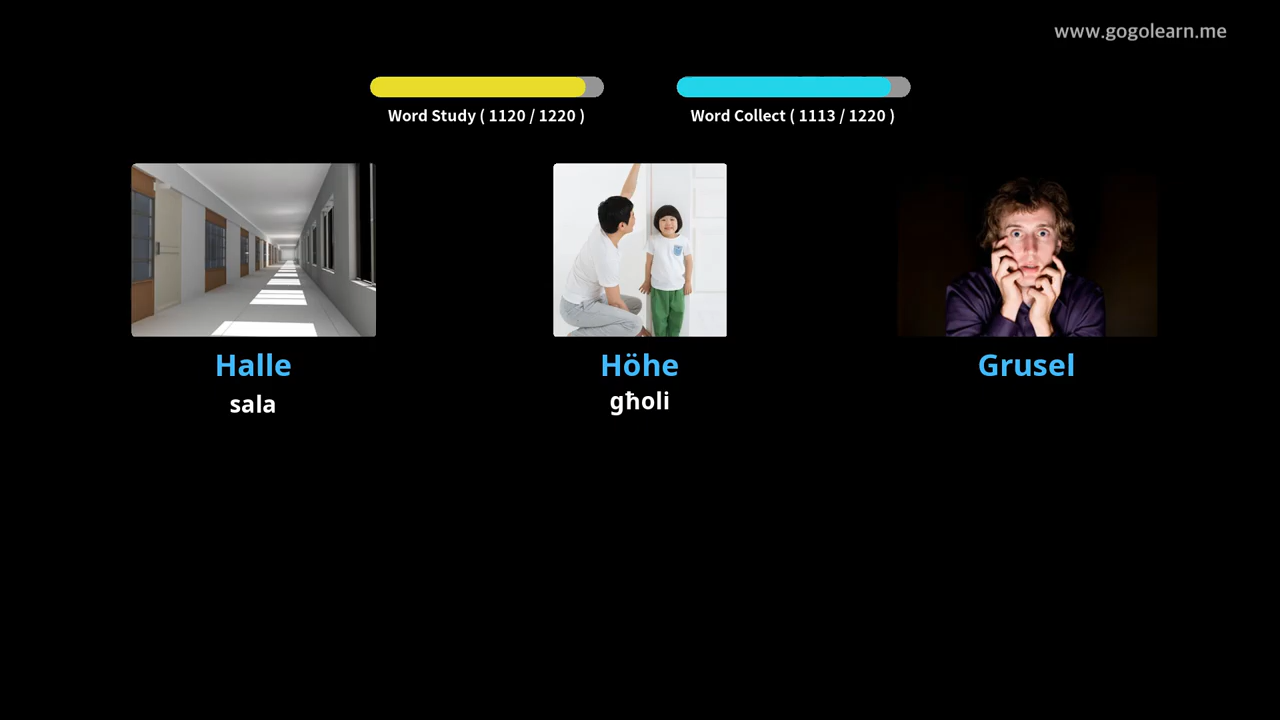 www.gogolearn.me
Word Study ( 1120 / 1220 )
Word Collect ( 1113 / 1220 )
Halle
sala
Höhe
għoli
Grusel